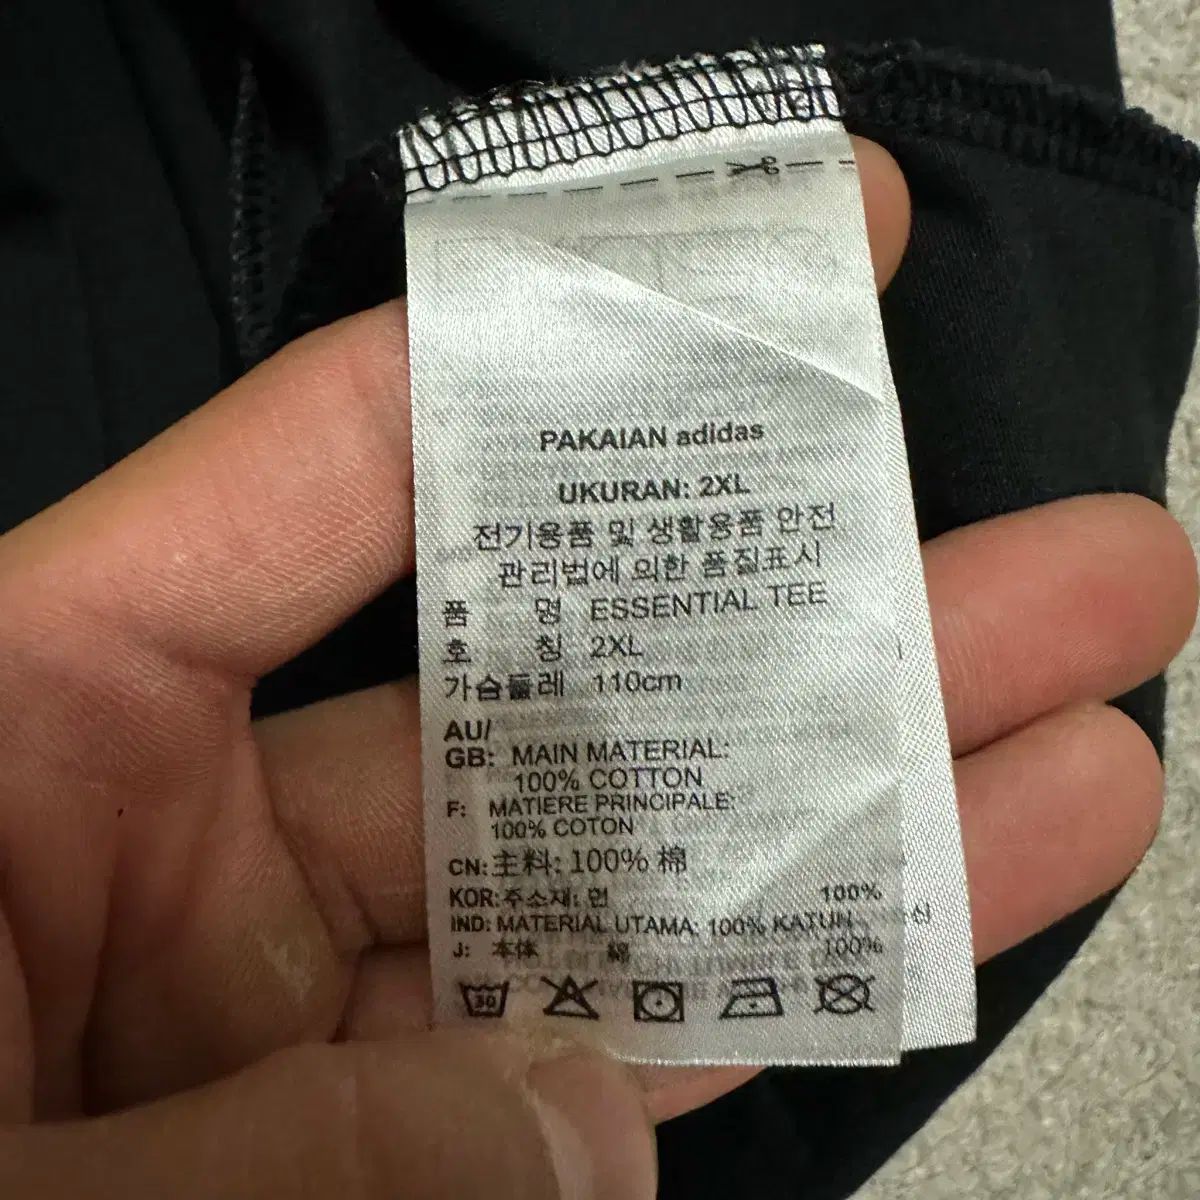 PAKAIAN adidas
UKURAN: 2XL
전기용품 및 생활용품 안전
관리법에 의한 품질표시
품 명 ESSENTIAL TEE
호 칭 2XL
가슴둘레 110cm
AU/
GB: MAIN MATERIAL:
100% COTTON
F: MATIERE PRINCIPALE:
100% COTON
CN:主料: 100% 棉
KOR:주소재: 면 100%
IND: MATERIAL UTAMA: 100% KATUN
J: 本体 綿 100%
30